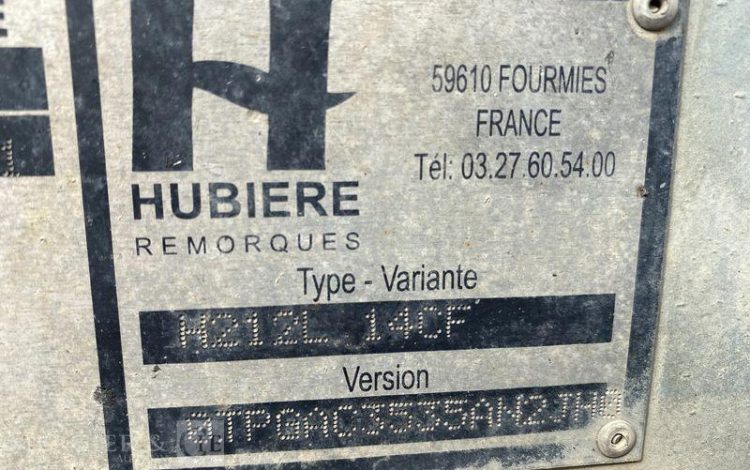 59610 FOURMIES
FRANCE
Tél: 03.27.60.54.00
HUBIERE
REMORQUES
Type - Variante
H212L 14CF
Version